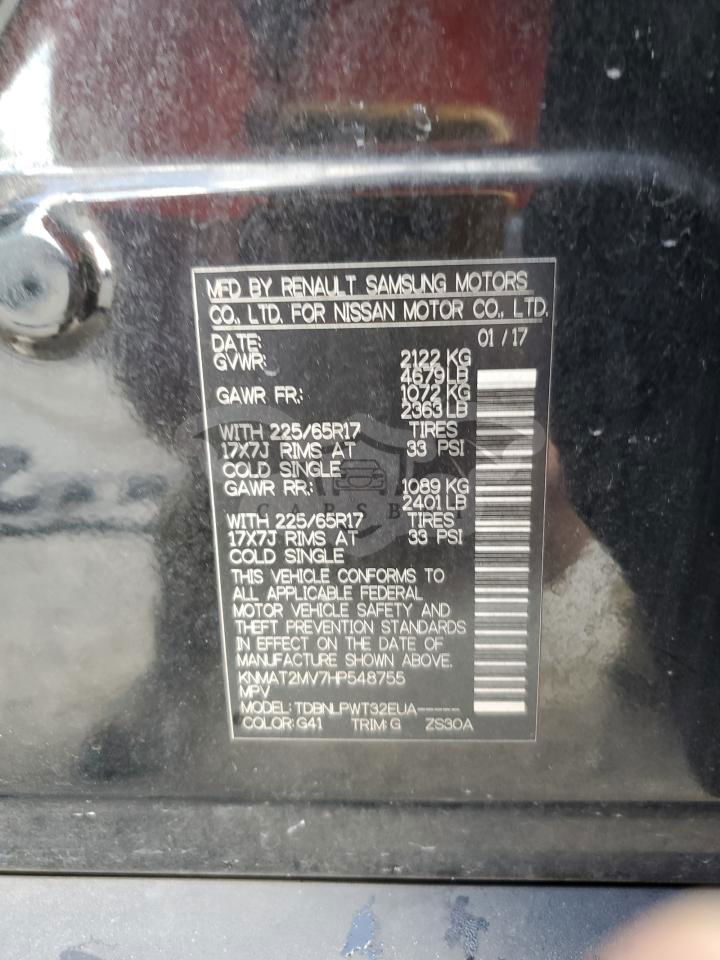 MFD BY RENAULT SAMSUNG MOTORS
CO., LTD. FOR NISSAN MOTOR CO., LTD.
DATE: 01/17
GVWR: 2122 KG
4679LB
GAWR FR: 1072 KG
2363 LB
WITH 225/65R17 TIRES
17X7J RIMS AT 33 PSI
COLD SINGLE
GAWR RR: 1089 KG
2401 LB
WITH 225/65R17 TIRES
17X7J RIMS AT 33 PSI
COLD SINGLE
THIS VEHICLE CONFORMS TO
ALL APPLICABLE FEDERAL
MOTOR VEHICLE SAFETY AND
THEFT PREVENTION STANDARDS
IN EFFECT ON THE DATE OF
MANUFACTURE SHOWN ABOVE.
KNMAT2MV7HP548755
MPV
MODEL: TDBNLPWT32EUA-----
COLOR:G41 TRIM:G ZS30A